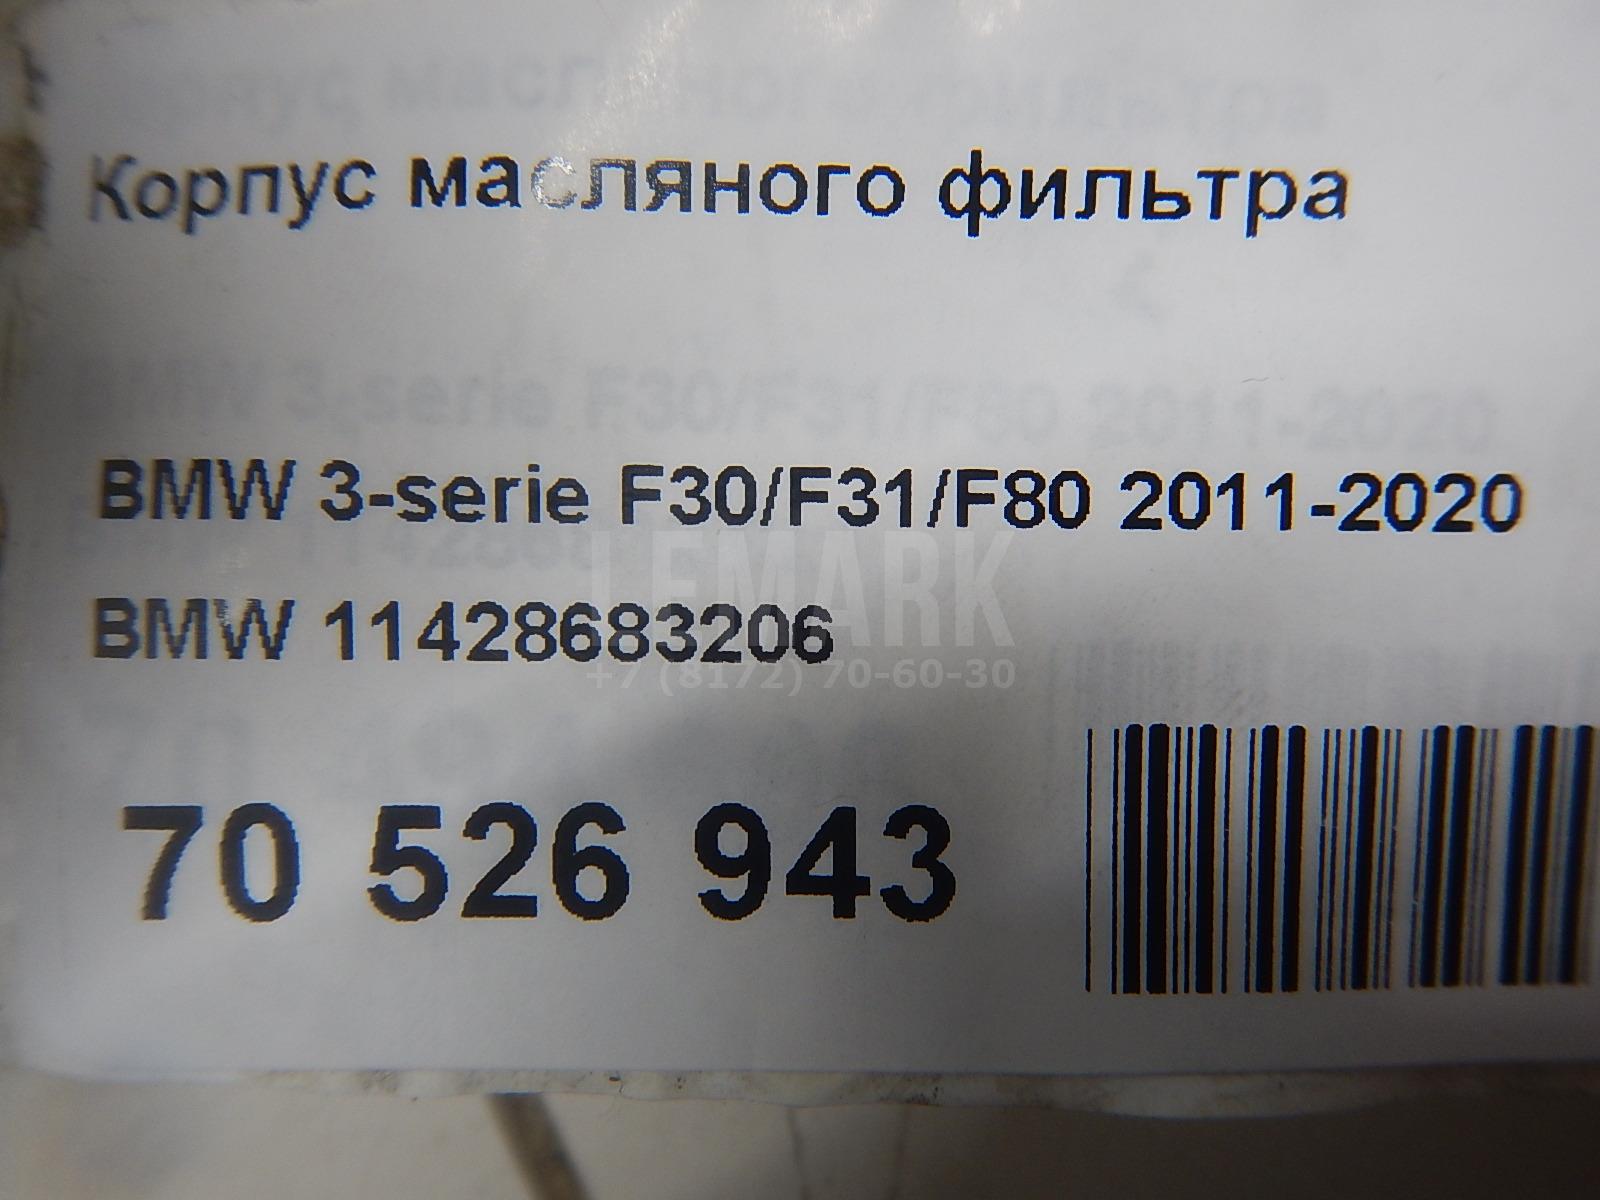 Корпус масляного фильтра
BMW 3-serie F30/F31/F80 2011-2020
BMW 11428683206
LEMARK
+7 (8172) 70-60-30
70 526 943